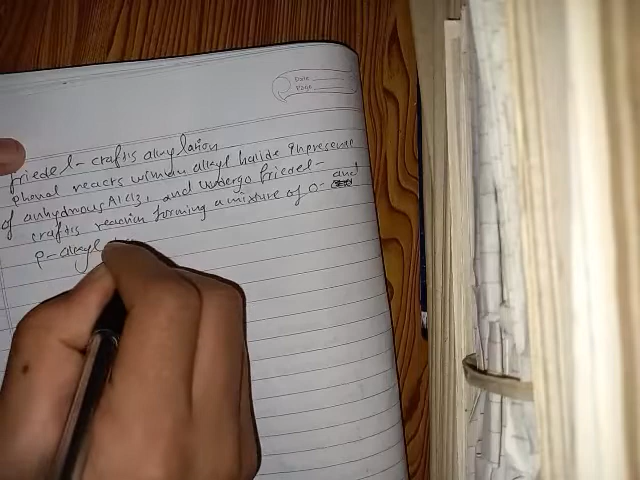 Date
Page
friedel-crafts alkylation
phenol reacts with an alkyl halide in presence
of anhydrous AlCl3, and undergo friedel-
crafts reaction forming a mixture of o- and
p-alkyl